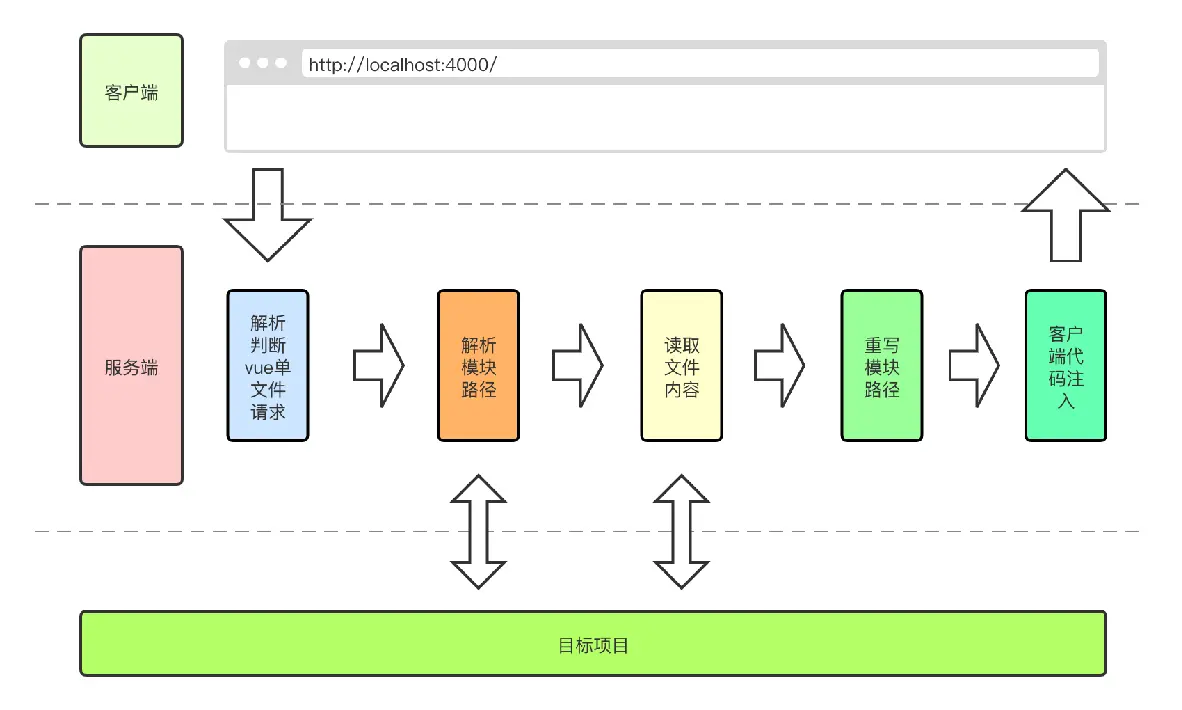 客户端
http://localhost:4000/
服务端
解析
判断
vue单
文件
请求
解析
模块
路径
读取
文件
内容
重写
模块
路径
客户
端代
码注
入
目标项目